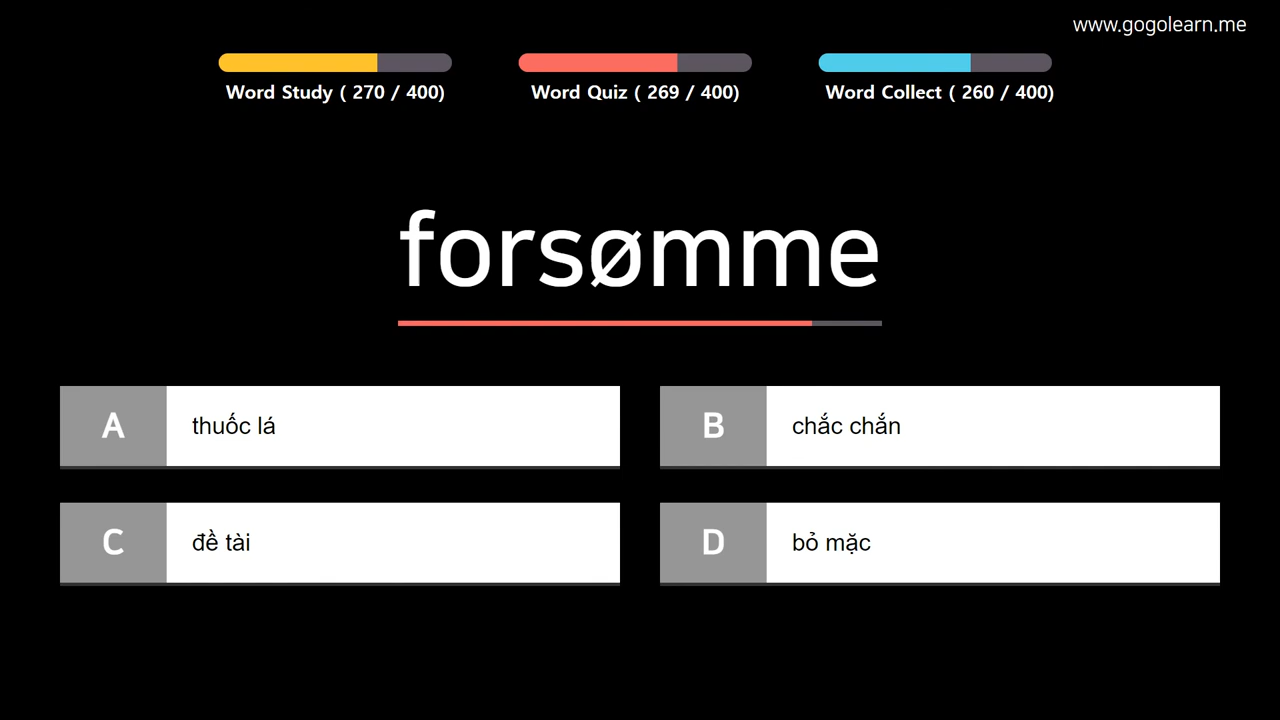 www.gogolearn.me
Word Study ( 270 / 400)
Word Quiz ( 269 / 400)
Word Collect ( 260 / 400)
forsømme
A thuốc lá
B chắc chắn
C đề tài
D bỏ mặc